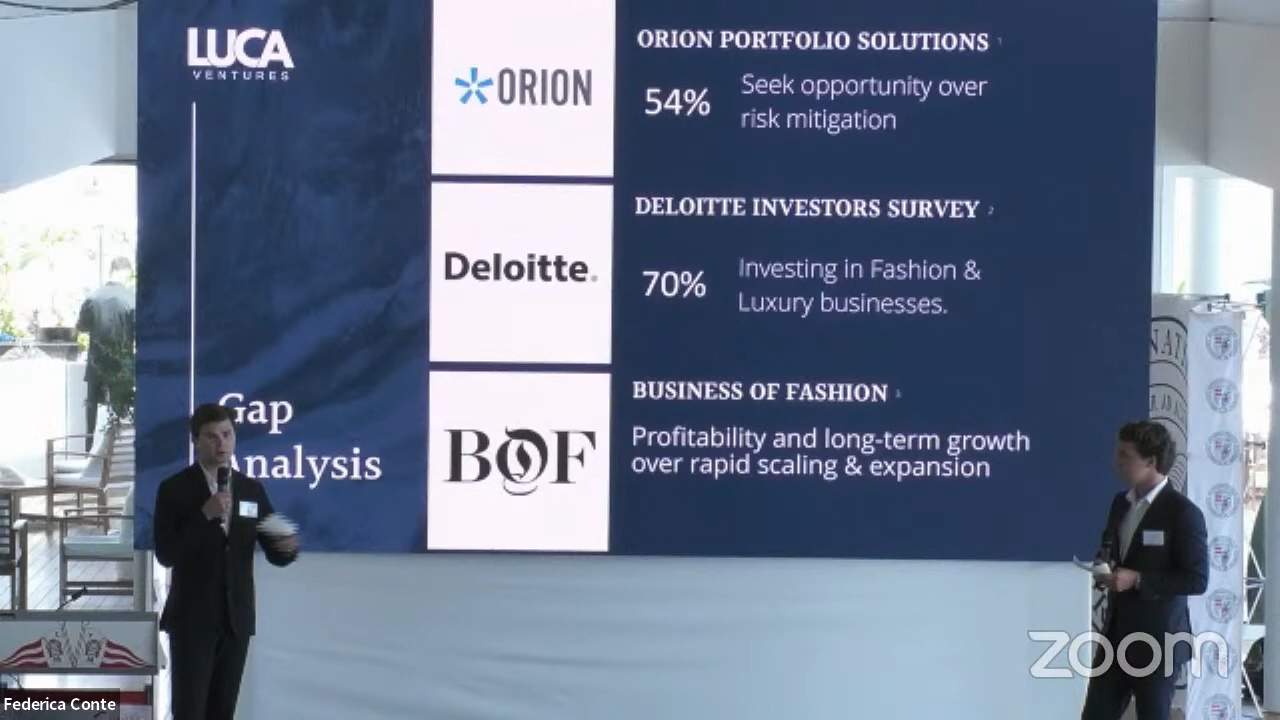 LUCA
VENTURES
Gap
Analysis
ORION
ORION PORTFOLIO SOLUTIONS
54%
Seek opportunity over
risk mitigation
Deloitte.
DELOITTE INVESTORS SURVEY
70%
Investing in Fashion &
Luxury businesses.
BOF
BUSINESS OF FASHION
Profitability and long-term growth
over rapid scaling & expansion
zoom
Federica Conte